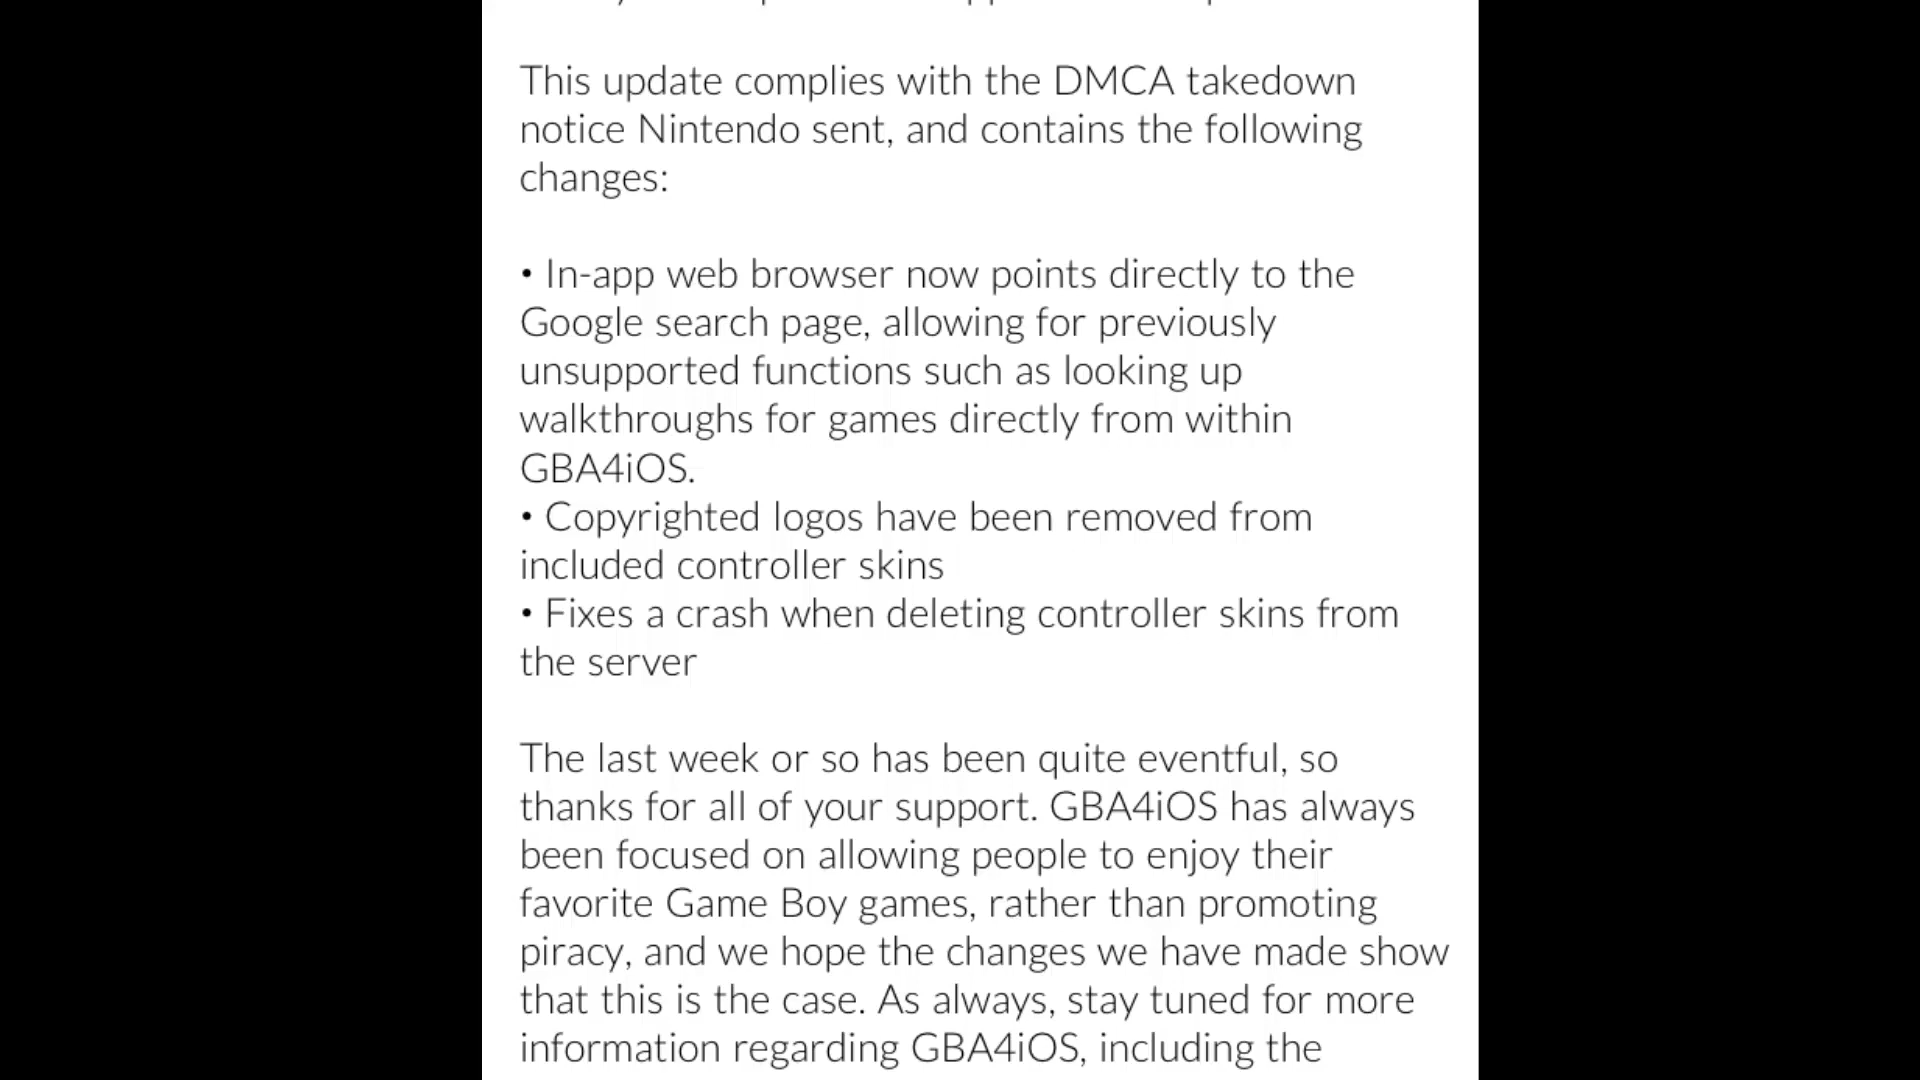 This update complies with the DMCA takedown
notice Nintendo sent, and contains the following
changes:
• In-app web browser now points directly to the
Google search page, allowing for previously
unsupported functions such as looking up
walkthroughs for games directly from within
GBA4iOS.
• Copyrighted logos have been removed from
included controller skins
• Fixes a crash when deleting controller skins from
the server
The last week or so has been quite eventful, so
thanks for all of your support. GBA4iOS has always
been focused on allowing people to enjoy their
favorite Game Boy games, rather than promoting
piracy, and we hope the changes we have made show
that this is the case. As always, stay tuned for more
information regarding GBA4iOS, including the